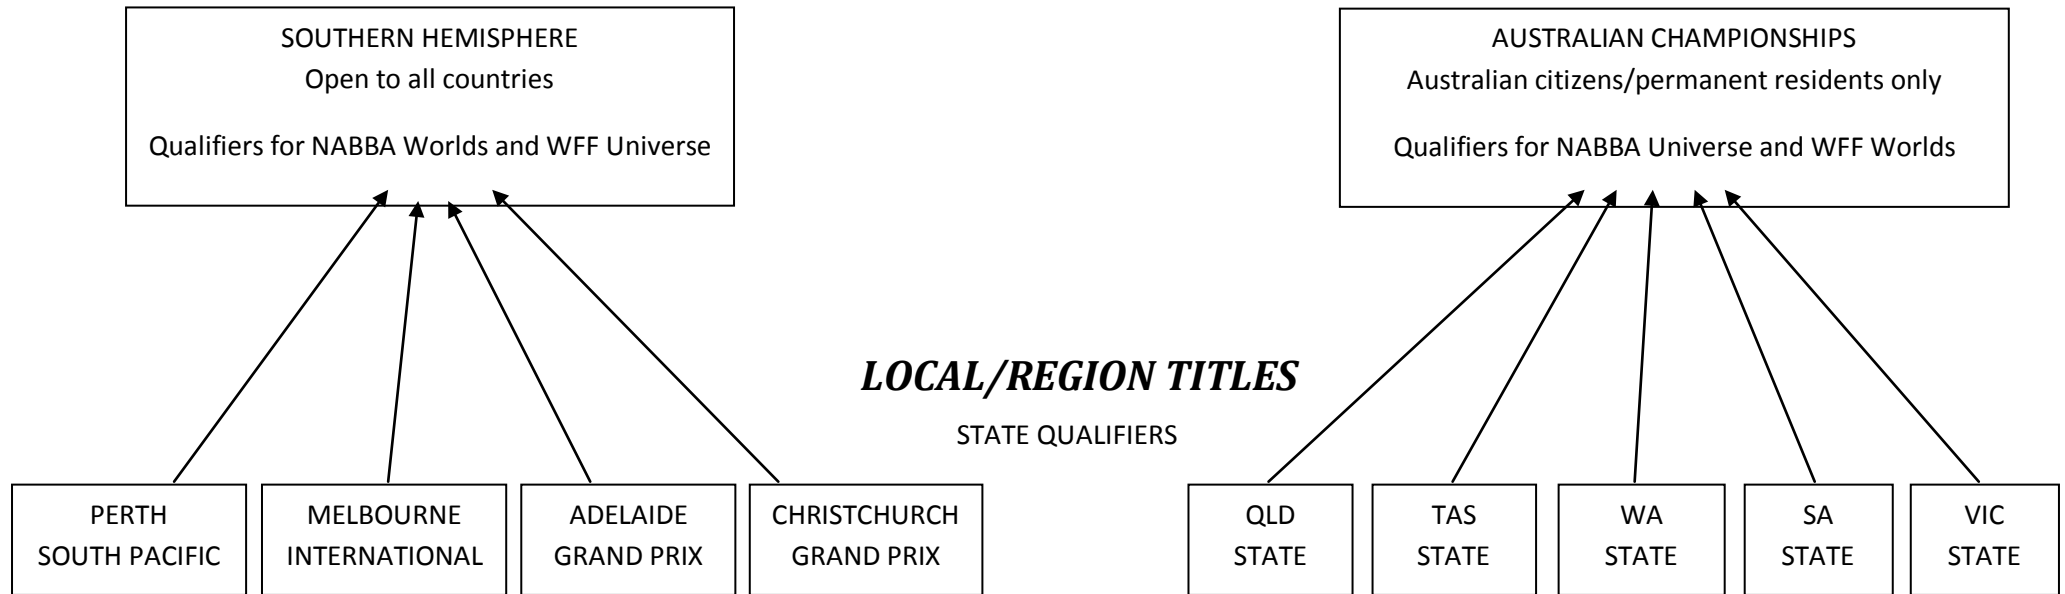 SOUTHERN HEMISPHERE
Open to all countries
Qualifiers for NABBA Worlds and WFF Universe
AUSTRALIAN CHAMPIONSHIPS
Australian citizens/permanent residents only
Qualifiers for NABBA Universe and WFF Worlds
LOCAL/REGION TITLES
STATE QUALIFIERS
PERTH
SOUTH PACIFIC
MELBOURNE
INTERNATIONAL
ADELAIDE
GRAND PRIX
CHRISTCHURCH
GRAND PRIX
QLD
STATE
TAS
STATE
WA
STATE
SA
STATE
VIC
STATE